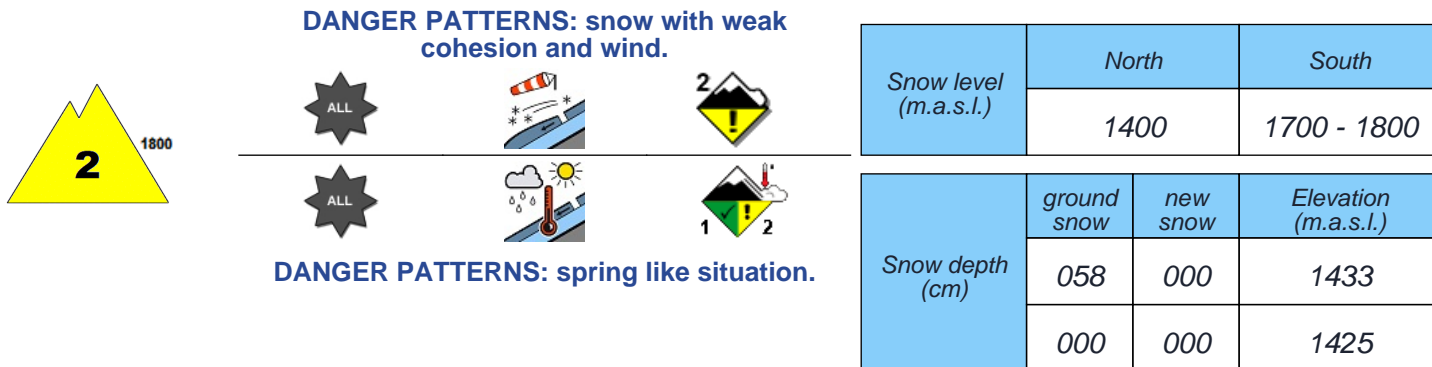 DANGER PATTERNS: snow with weak
cohesion and wind.
2
1800
ALL
2
!
ALL
1
!
2
DANGER PATTERNS: spring like situation.
Snow level
(m.a.s.l.)
North
South
1400
1700 - 1800
Snow depth
(cm)
ground
snow
new
snow
Elevation
(m.a.s.l.)
058
000
1433
000
000
1425